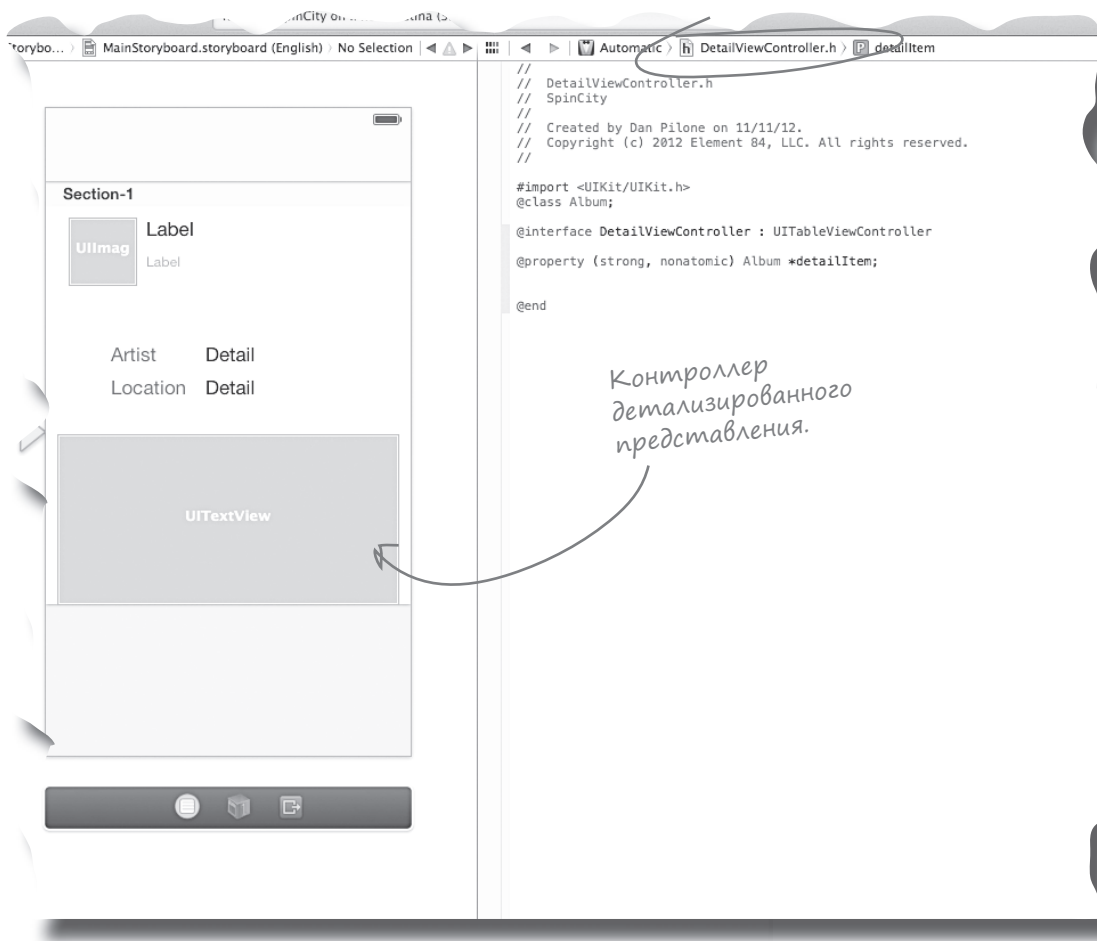 MainStoryboard.storyboard (English) No Selection
Automatic DetailViewController.h detailItem
Section-1
UIImag
Label
Label
Artist Detail
Location Detail
UITextView
//
// DetailViewController.h
// SpinCity
//
// Created by Dan Pilone on 11/11/12.
// Copyright (c) 2012 Element 84, LLC. All rights reserved.
//
#import <UIKit/UIKit.h>
@class Album;
@interface DetailViewController : UITableViewController
@property (strong, nonatomic) Album *detailItem;
@end
Контроллер
детализированного
представления.